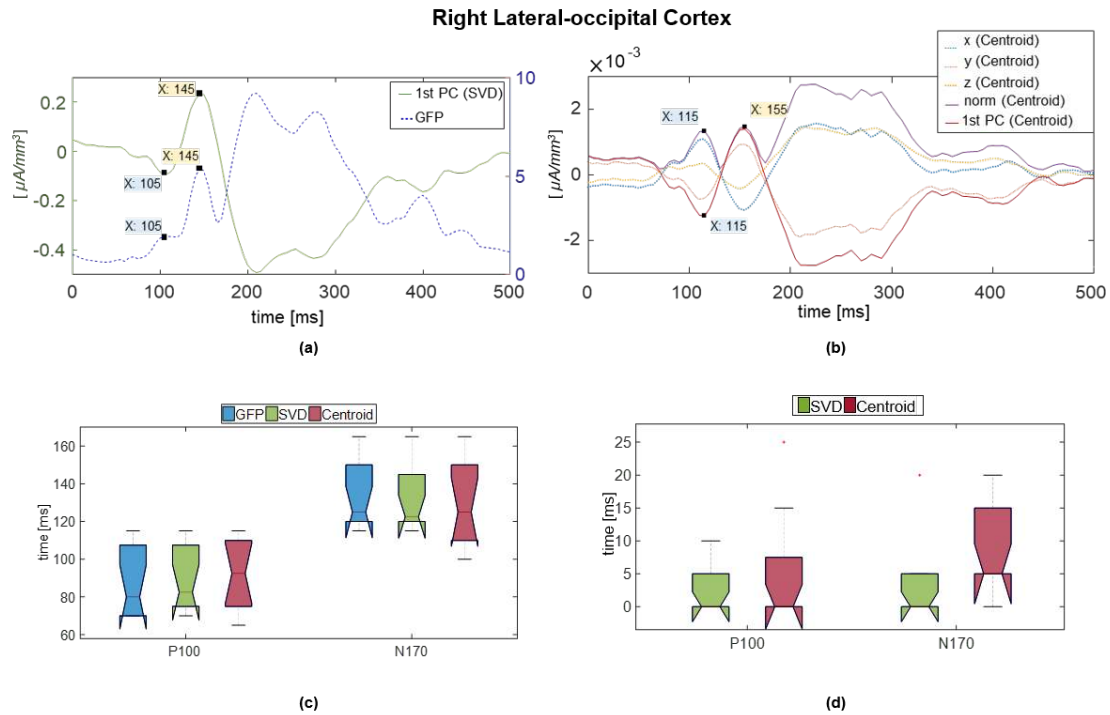 Right Lateral-occipital Cortex
X: 145
X: 145
X: 105
X: 105
1st PC (SVD)
GFP
[ µA/mm³]
0.2
0
-0.2
-0.4
10
5
0
0 100 200 300 400 500
time [ms]
(a)
×10⁻³
x (Centroid)
y (Centroid)
z (Centroid)
norm (Centroid)
1st PC (Centroid)
X: 115
X: 155
X: 115
[ µA/mm³]
2
0
-2
0 100 200 300 400 500
time [ms]
(b)
GFP SVD Centroid
time [ms]
160
140
120
100
80
60
P100 N170
(c)
SVD Centroid
time [ms]
25
20
15
10
5
0
P100 N170
(d)